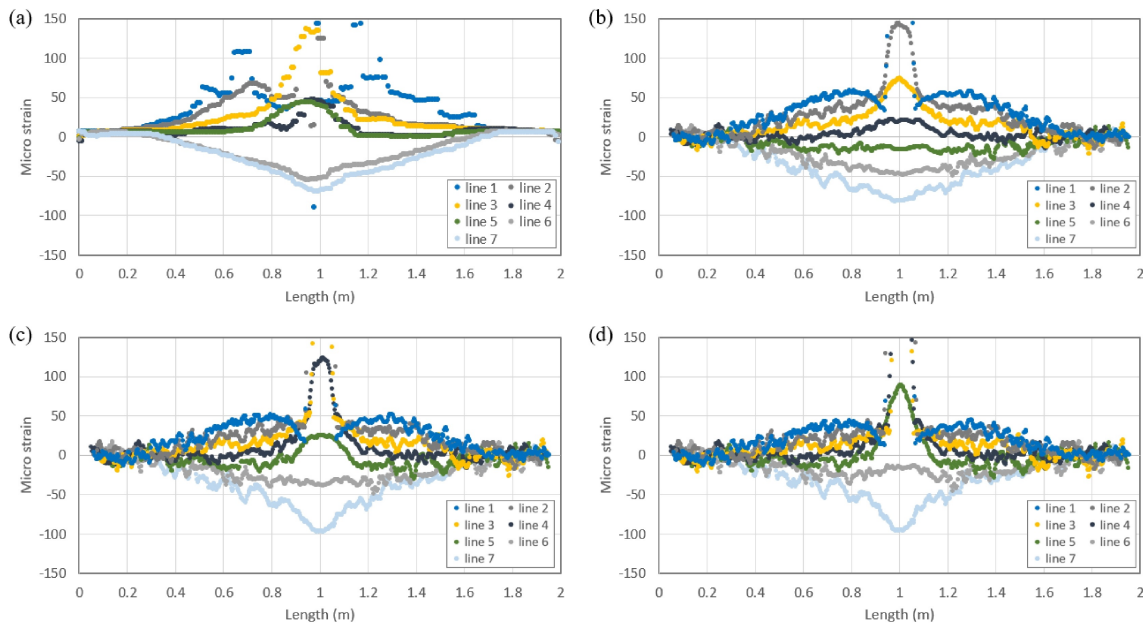 (a)
150
100
50
0
-50
-100
-150
Micro strain
0 0.2 0.4 0.6 0.8 1 1.2 1.4 1.6 1.8 2
Length (m)
line 1 line 2
line 3 line 4
line 5 line 6
line 7
(b)
150
100
50
0
-50
-100
-150
Micro strain
0 0.2 0.4 0.6 0.8 1 1.2 1.4 1.6 1.8 2
Length (m)
line 1 line 2
line 3 line 4
line 5 line 6
line 7
(c)
150
100
50
0
-50
-100
-150
Micro strain
0 0.2 0.4 0.6 0.8 1 1.2 1.4 1.6 1.8 2
Length (m)
line 1 line 2
line 3 line 4
line 5 line 6
line 7
(d)
150
100
50
0
-50
-100
-150
Micro strain
0 0.2 0.4 0.6 0.8 1 1.2 1.4 1.6 1.8 2
Length (m)
line 1 line 2
line 3 line 4
line 5 line 6
line 7